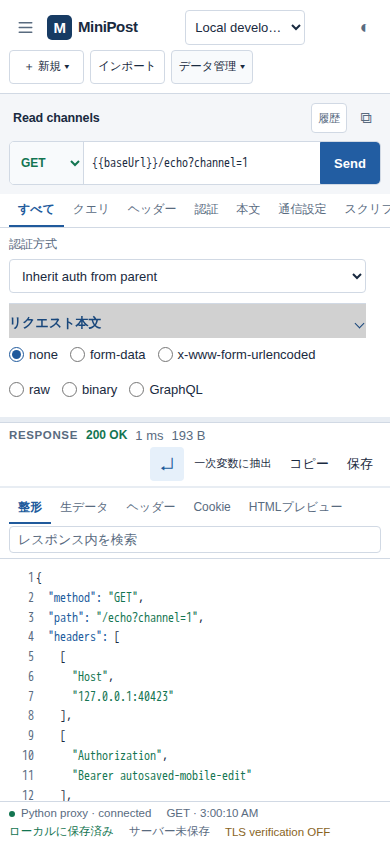 M MiniPost Local develo...
＋ 新規 ▾ インポート データ管理 ▾
Read channels 履歴
GET {{baseUrl}}/echo?channel=1 Send
すべて クエリ ヘッダー 認証 本文 通信設定 スクリプ
認証方式
Inherit auth from parent
リクエスト本文
none form-data x-www-form-urlencoded
raw binary GraphQL
RESPONSE 200 OK 1 ms 193 B
一次変数に抽出 コピー 保存
整形 生データ ヘッダー Cookie HTMLプレビュー
レスポンス内を検索
1 {
2 "method": "GET",
3 "path": "/echo?channel=1",
4 "headers": [
5 [
6 "Host",
7 "127.0.0.1:40423"
8 ],
9 [
10 "Authorization",
11 "Bearer autosaved-mobile-edit"
12 ],
Python proxy · connected GET · 3:00:10 AM
ローカルに保存済み サーバー未保存 TLS verification OFF